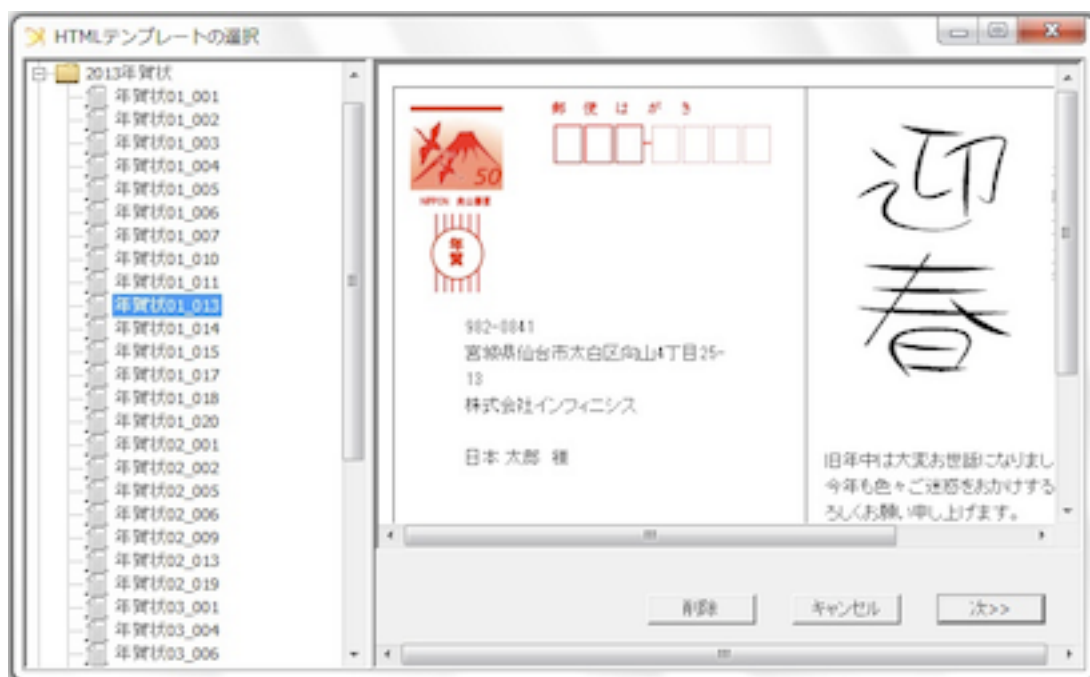 HTMLテンプレートの選択
2013年賀状
年賀状01_001
年賀状01_002
年賀状01_003
年賀状01_004
年賀状01_005
年賀状01_006
年賀状01_007
年賀状01_010
年賀状01_011
年賀状01_013
年賀状01_014
年賀状01_015
年賀状01_017
年賀状01_018
年賀状01_020
年賀状02_001
年賀状02_002
年賀状02_005
年賀状02_006
年賀状02_009
年賀状02_013
年賀状02_019
年賀状03_001
年賀状03_004
年賀状03_006
郵便はがき
50
NIPPON
年賀
982-0841
宮城県仙台市太白区向山4丁目25-
13
株式会社インフィニシス
日本 太郎 様
迎春
旧年中は大変お世話になりまし
今年も色々ご迷惑をおかけする
ろしくお願い申し上げます。
削除
キャンセル
次>>